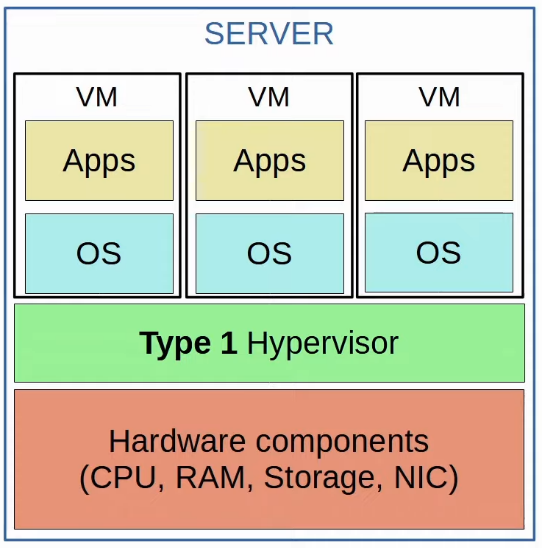 SERVER
VM VM VM
Apps Apps Apps
OS OS OS
Type 1 Hypervisor
Hardware components
(CPU, RAM, Storage, NIC)